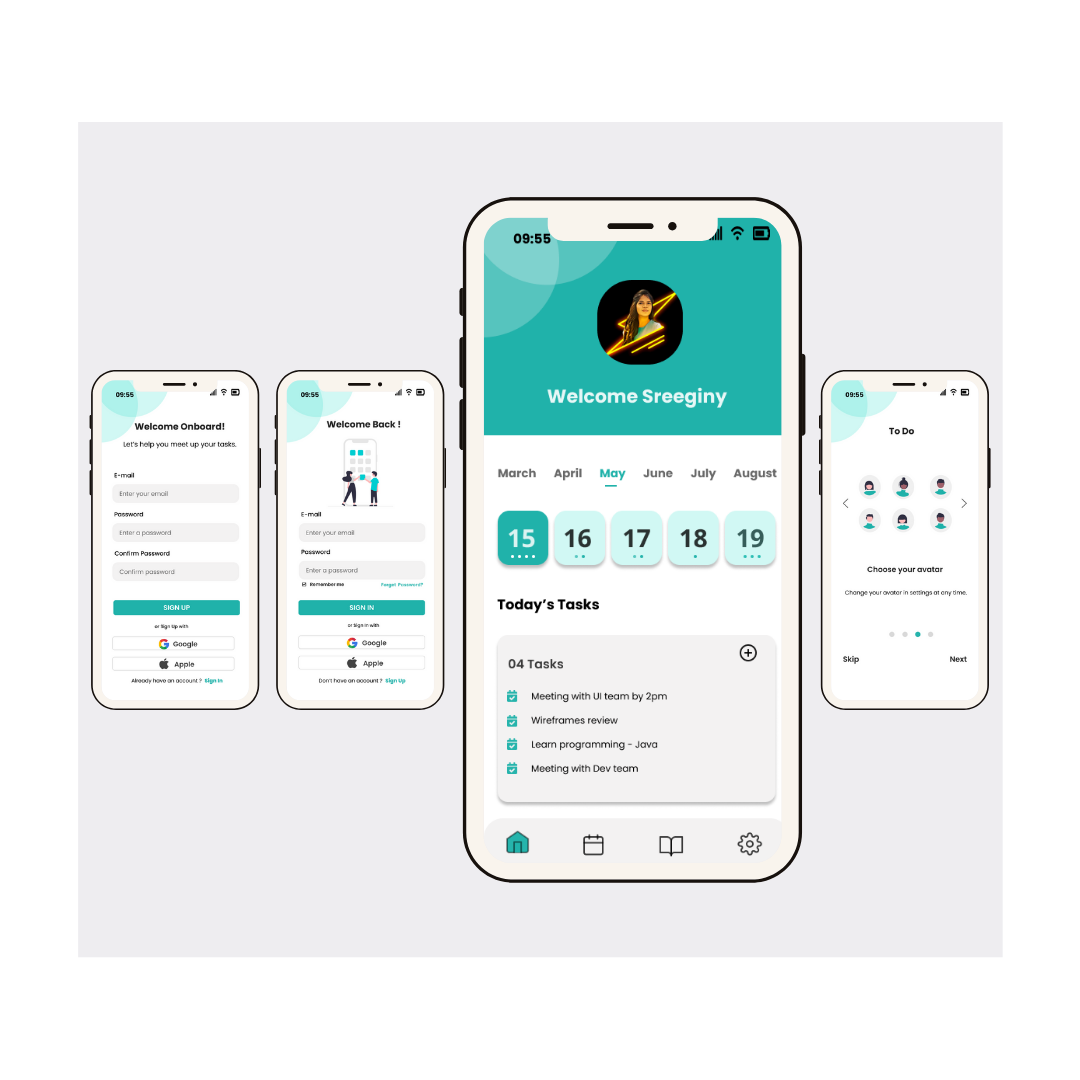 09:55
Welcome Onboard!
Let's help you meet up your tasks.
E-mail
Enter your email
Password
Enter a password
Confirm Password
Confirm password
SIGN UP
or Sign Up with
Google
Apple
Already have an account ? Sign In
09:55
Welcome Back !
E-mail
Enter your email
Password
Enter a password
Remember me Forgot Password?
SIGN IN
or Sign In with
Google
Apple
Don't have an account ? Sign Up
09:55
Welcome Sreeginy
March April May June July August
15 16 17 18 19
Today's Tasks
04 Tasks
Meeting with UI team by 2pm
Wireframes review
Learn programming - Java
Meeting with Dev team
09:55
To Do
Choose your avatar
Change your avatar in settings at any time.
Skip Next